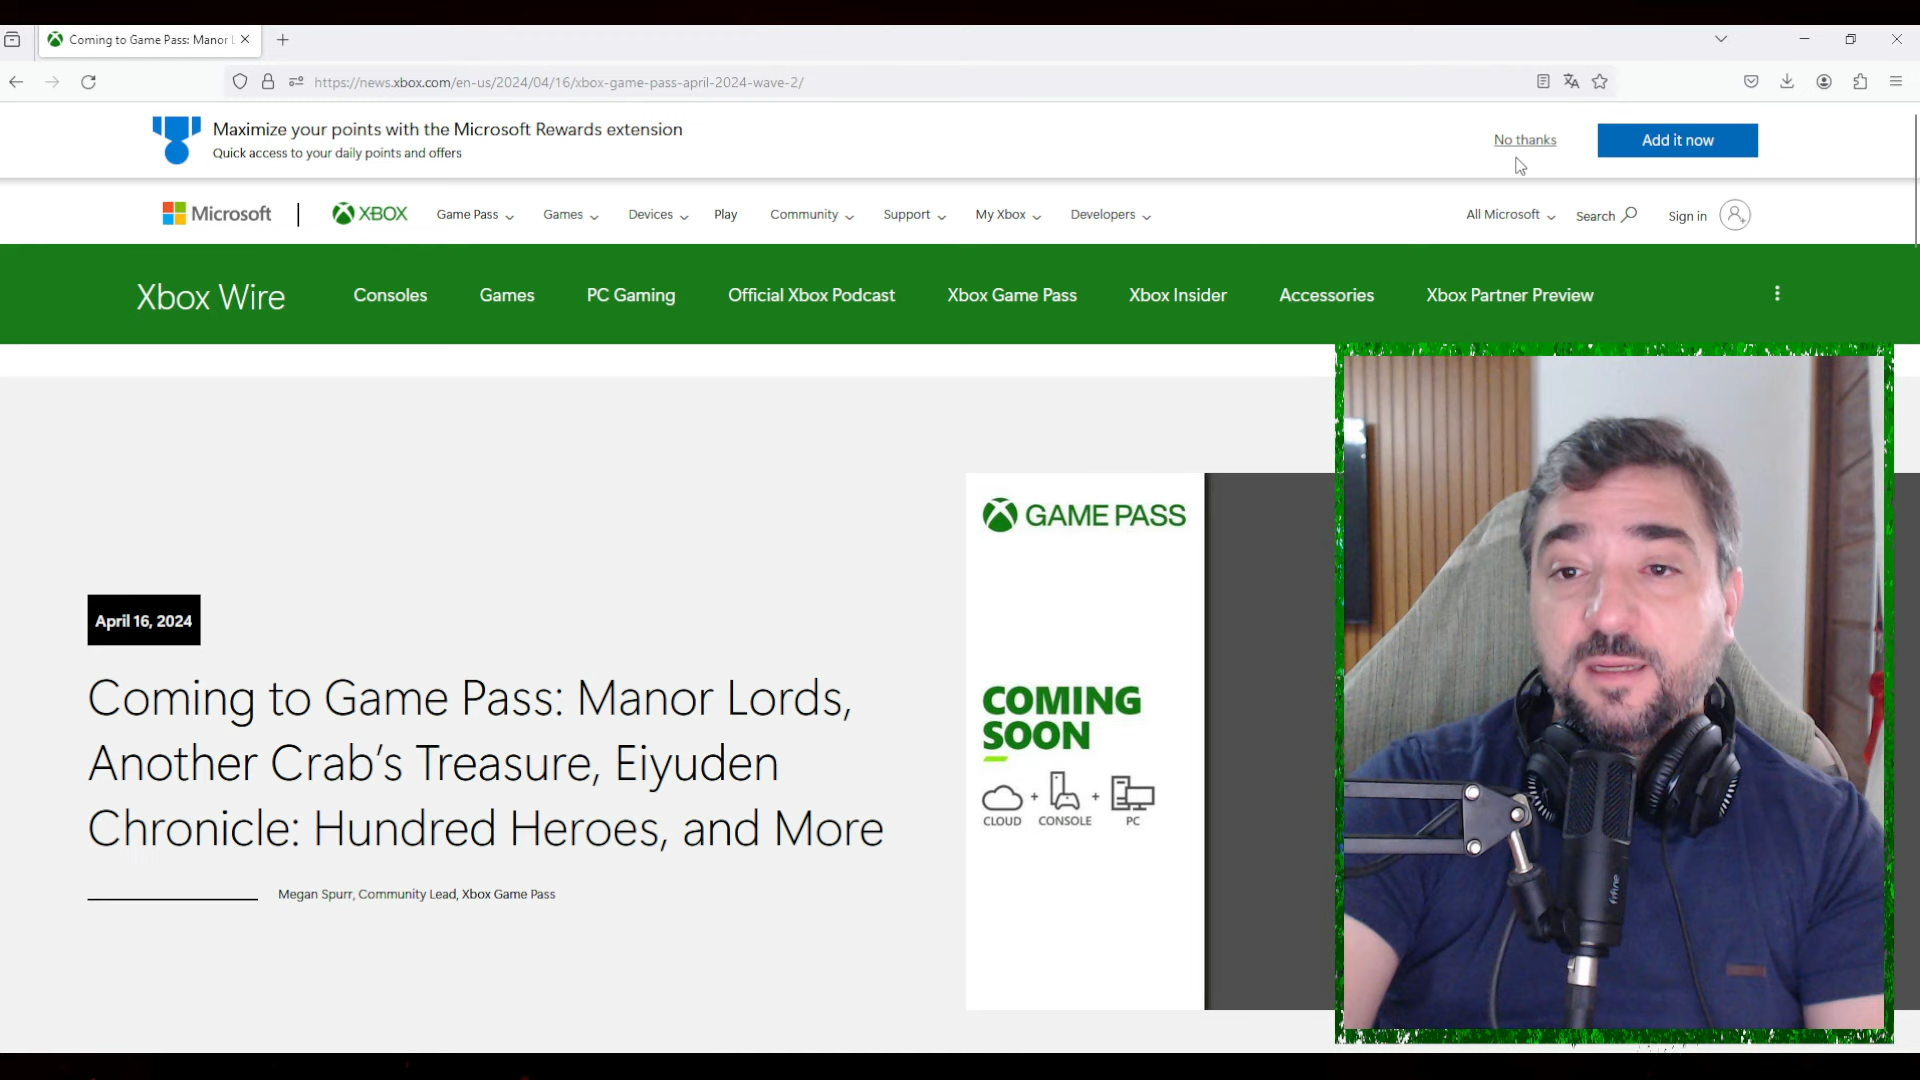 Coming to Game Pass: Manor L
https://news.xbox.com/en-us/2024/04/16/xbox-game-pass-april-2024-wave-2/
Maximize your points with the Microsoft Rewards extension
Quick access to your daily points and offers
No thanks
Add it now
Microsoft
XBOX
Game Pass
Games
Devices
Play
Community
Support
My Xbox
Developers
All Microsoft
Search
Sign in
Xbox Wire
Consoles
Games
PC Gaming
Official Xbox Podcast
Xbox Game Pass
Xbox Insider
Accessories
Xbox Partner Preview
April 16, 2024
Coming to Game Pass: Manor Lords,
Another Crab’s Treasure, Eiyuden
Chronicle: Hundred Heroes, and More
Megan Spurr, Community Lead, Xbox Game Pass
GAME PASS
COMING
SOON
CLOUD + CONSOLE + PC
fifine